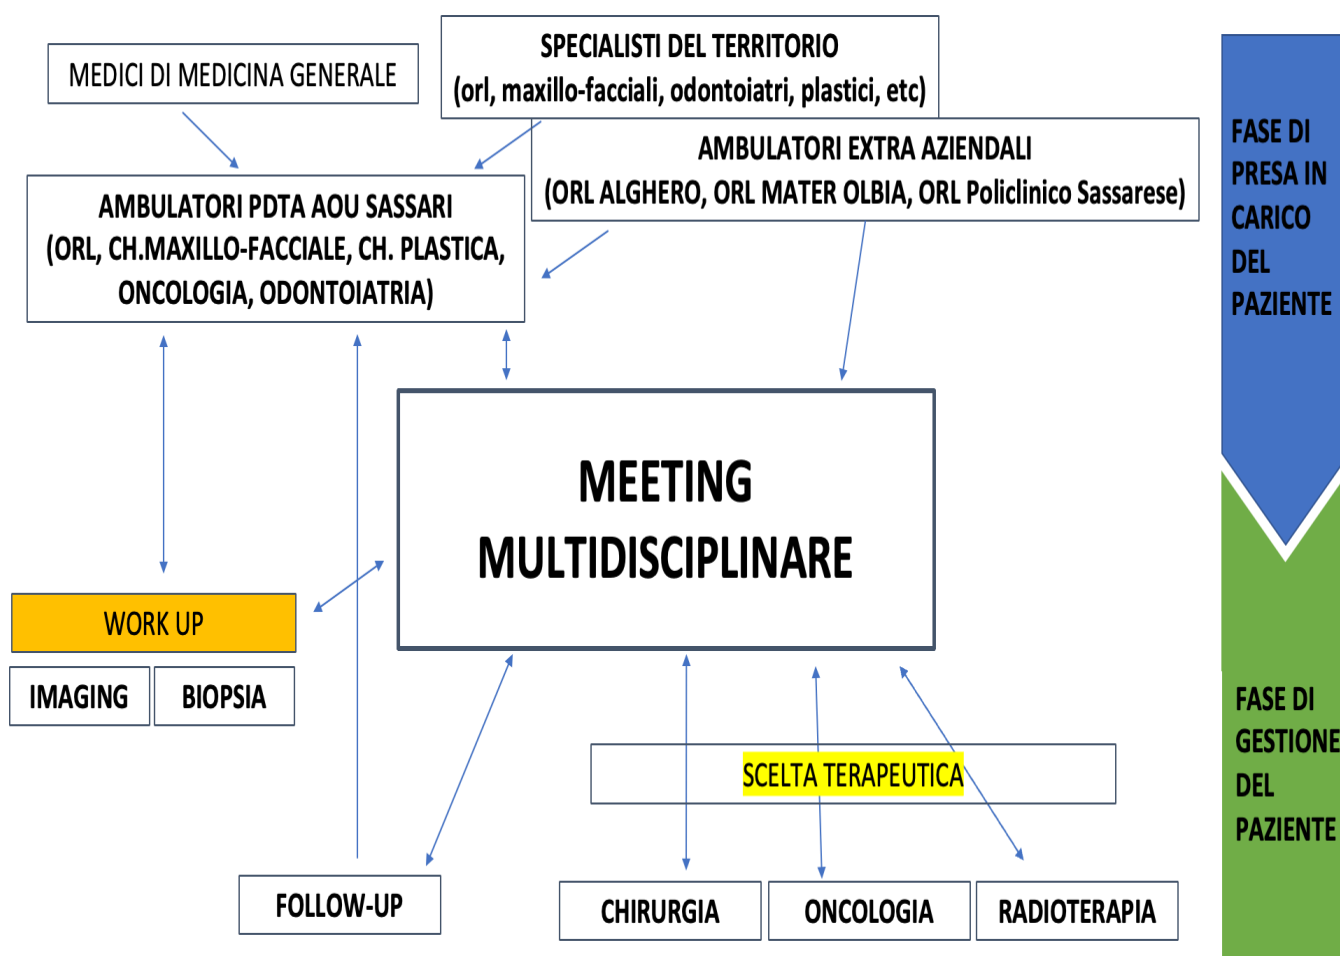 MEDICI DI MEDICINA GENERALE
SPECIALISTI DEL TERRITORIO
(orl, maxillo-facciali, odontoiatri, plastici, etc)
AMBULATORI EXTRA AZIENDALI
(ORL ALGHERO, ORL MATER OLBIA, ORL Policlinico Sassarese)
AMBULATORI PDTA AOU SASSARI
(ORL, CH.MAXILLO-FACCIALE, CH. PLASTICA,
ONCOLOGIA, ODONTOIATRIA)
FASE DI
PRESA IN
CARICO
DEL
PAZIENTE
MEETING
MULTIDISCIPLINARE
WORK UP
IMAGING
BIOPSIA
SCELTA TERAPEUTICA
FOLLOW-UP
CHIRURGIA
ONCOLOGIA
RADIOTERAPIA
FASE DI
GESTIONE
DEL
PAZIENTE